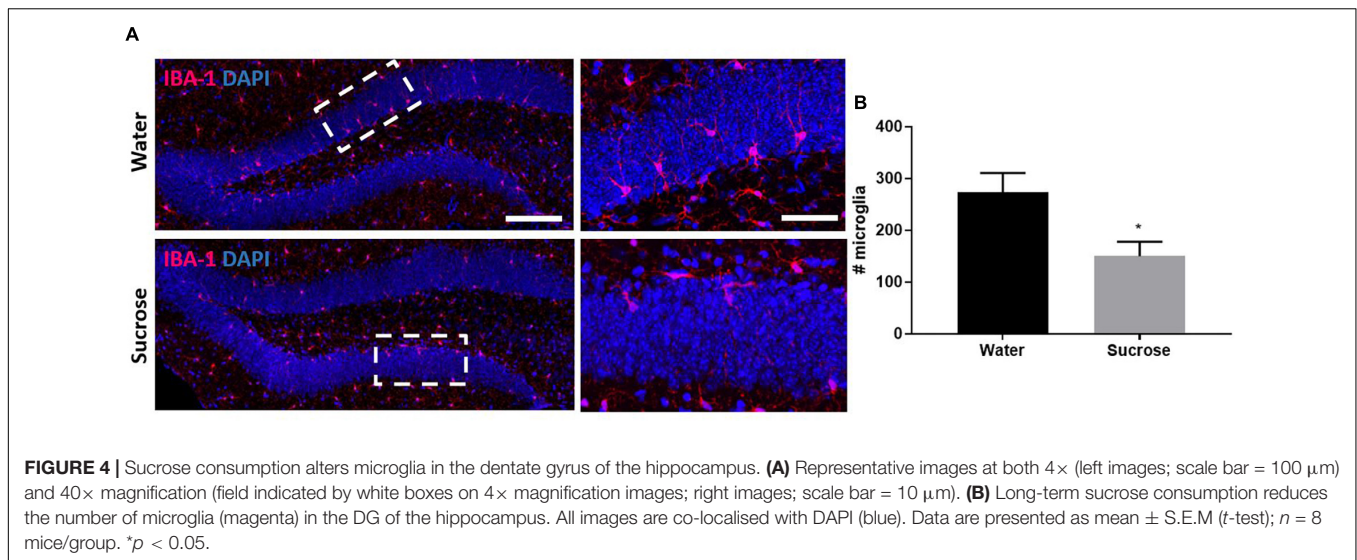 A
IBA-1 DAPI
Water
IBA-1 DAPI
Sucrose
B
# microglia
400
300
200
100
0
*
Water
Sucrose
FIGURE 4 | Sucrose consumption alters microglia in the dentate gyrus of the hippocampus. (A) Representative images at both 4× (left images; scale bar = 100 μm)
and 40× magnification (field indicated by white boxes on 4× magnification images; right images; scale bar = 10 μm). (B) Long-term sucrose consumption reduces
the number of microglia (magenta) in the DG of the hippocampus. All images are co-localised with DAPI (blue). Data are presented as mean ± S.E.M (t-test); n = 8
mice/group. *p < 0.05.